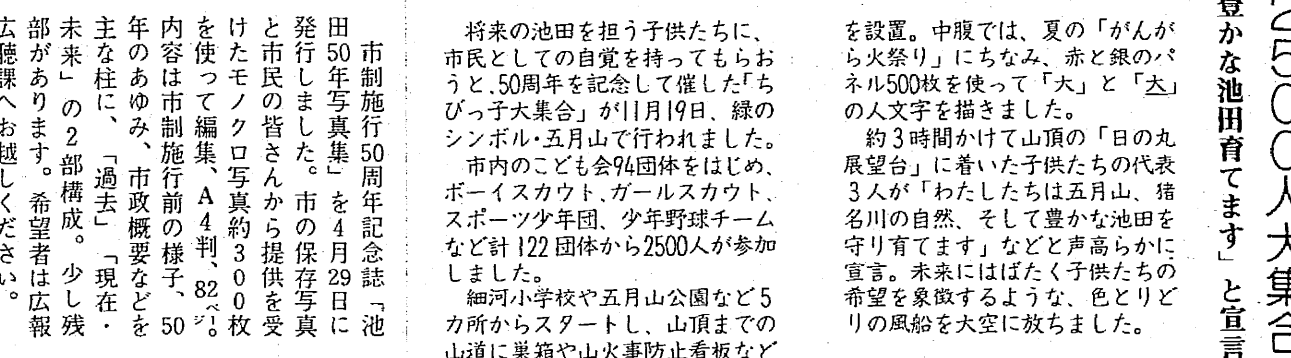 2500人大集合
豊かな池田育てます」と宣言
将来の池田を担う子供たちに、
市民としての自覚を持ってもらお
うと、50周年を記念して催した「ち
びっ子大集合」が11月19日、緑の
シンボル・五月山で行われました。
市内のこども会94団体をはじめ、
ボーイスカウト、ガールスカウト、
スポーツ少年団、少年野球チーム
など計122団体から2500人が参加
しました。
細河小学校や五月山公園など5
カ所からスタートし、山頂までの
山道に巣箱や山火事防止看板など
を設置。中腹では、夏の「がんが
ら火祭り」にちなみ、赤と銀のパ
ネル500枚を使って「大」と「大」
の人文字を描きました。
約3時間かけて山頂の「日の丸
展望台」に着いた子供たちの代表
3人が「わたしたちは五月山、猪
名川の自然、そして豊かな池田を
守り育てます」などと声高らかに
宣言。未来にはばたく子供たちの
希望を象徴するような、色とりど
りの風船を大空に放ちました。
市制施行50周年記念誌「池
田50年写真集」を4月29日に
発行しました。市の保存写真
と市民の皆さんから提供を受
けたモノクロ写真約300枚
を使って編集、A4判、82㌻。
内容は市制施行前の様子、50
年のあゆみ、市政概要などを
主な柱に、「過去」「現在・
未来」の2部構成。少し残
部があります。希望者は広報
広聴課へお越しください。